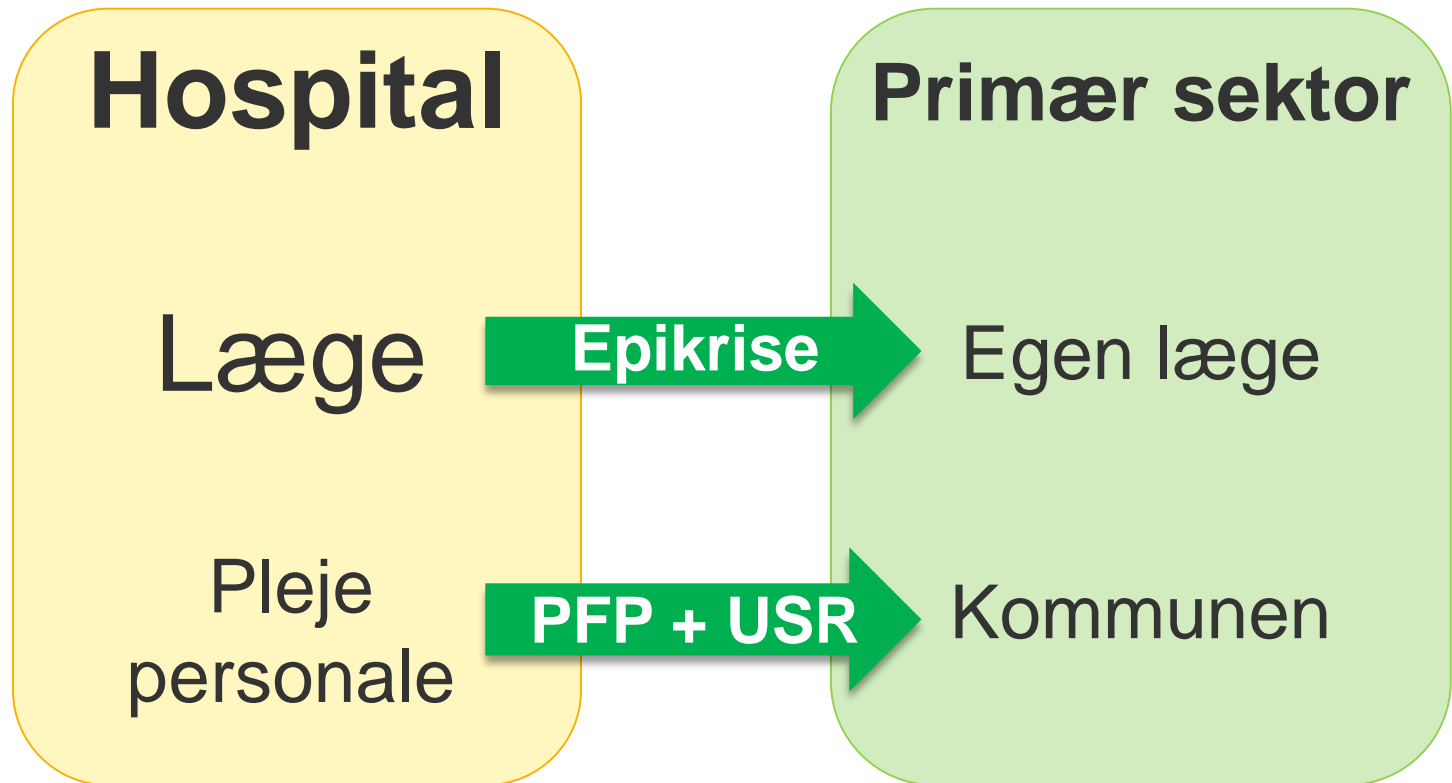 Hospital
Primær sektor
Læge
Epikrise
Egen læge
Pleje
personale
PFP + USR
Kommunen